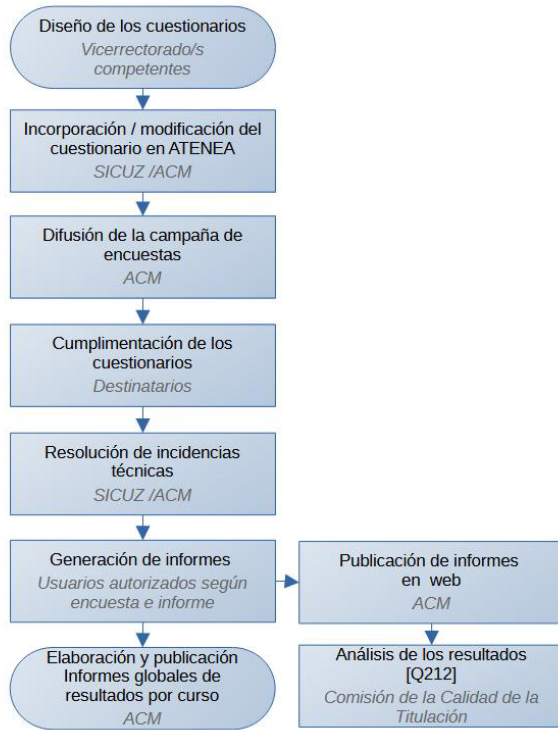 Diseño de los cuestionarios
Vicerrectorado/s
competentes
Incorporación / modificación del
cuestionario en ATENEA
SICUZ /ACM
Difusión de la campaña de
encuestas
ACM
Cumplimentación de los
cuestionarios
Destinatarios
Resolución de incidencias
técnicas
SICUZ /ACM
Generación de informes
Usuarios autorizados según
encuesta e informe
Publicación de informes
en web
ACM
Elaboración y publicación
Informes globales de
resultados por curso
ACM
Análisis de los resultados
[Q212]
Comisión de la Calidad de la
Titulación